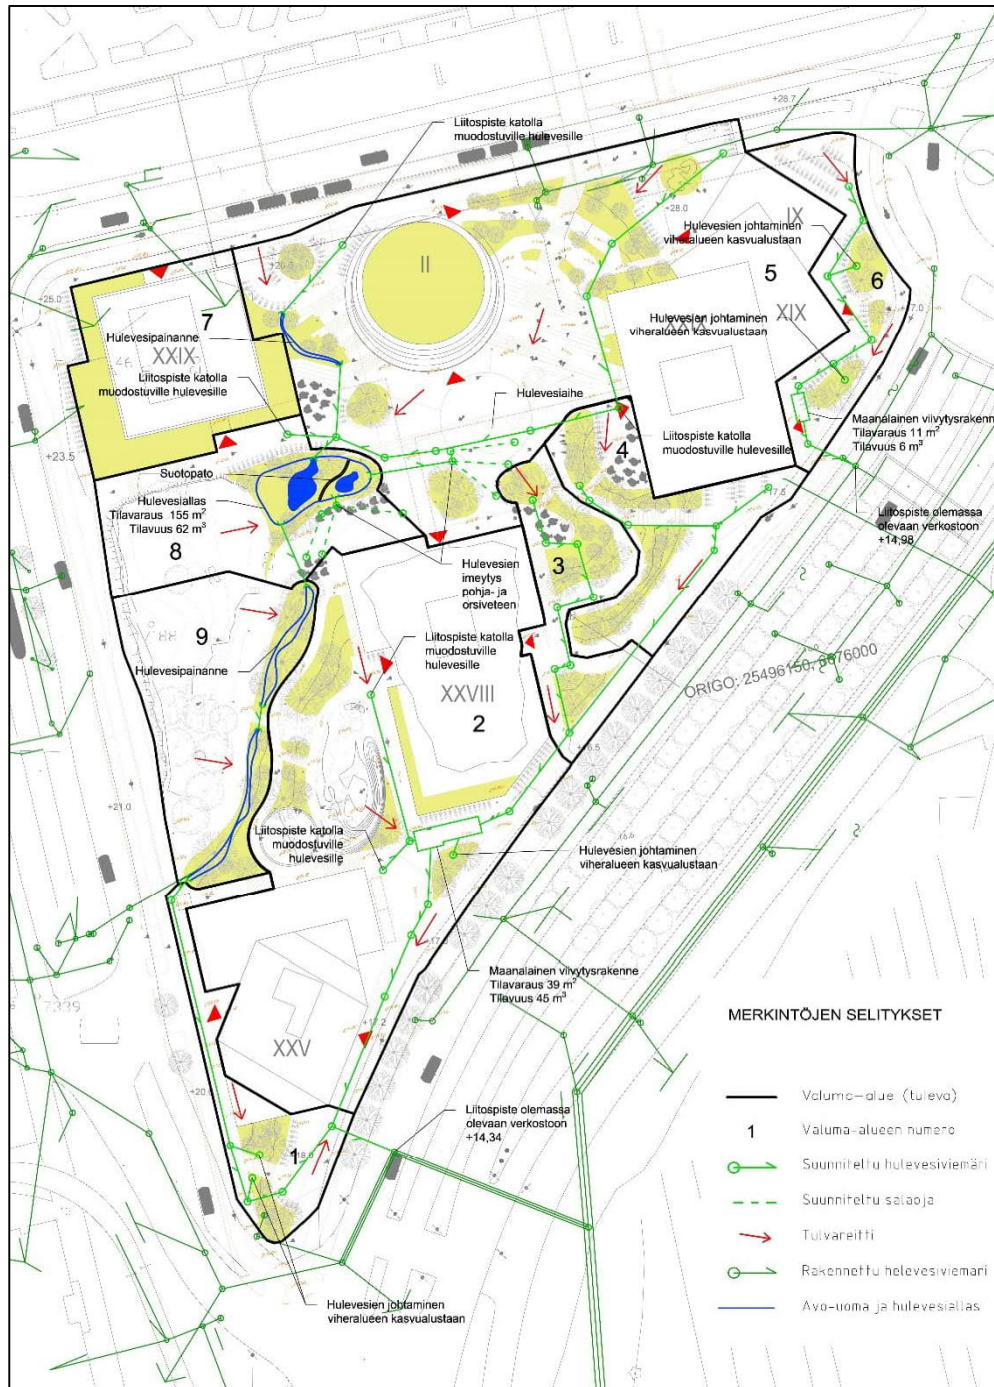 +28.7
Liitospiste katolla
muodostuville hulevesille
+28.0
IX
Hulevesien johtaminen
viheralueen kasvualustaan
II
5
6
+25.0
7
Hulevesipainanne
XXIX
Hulevesien johtaminen
viheralueen kasvualustaan
XIX
Liitospiste katolla
muodostuville hulevesille
Hulevesiaihe
Maanalainen viivytysrakenne
Tilavaraus 11 m²
Tilavuus 6 m³
Liitospiste katolla
muodostuville hulevesille
4
+23.5
Suotopato
Hulevesiallas
Tilavaraus 155 m²
Tilavuus 62 m³
+17.5
Liitospiste olemassa
olevaan verkostoon
+14,98
8
3
Hulevesien
imeytys
pohja- ja
orsiveteen
9
Hulevesipainanne
Liitospiste katolla
muodostuville
hulevesille
XXVIII
2
ORIGO: 25496150, 6676000
+21.0
Liitospiste katolla
muodostuville
hulevesille
Hulevesien johtaminen
viheralueen kasvualustaan
Maanalainen viivytysrakenne
Tilavaraus 39 m²
Tilavuus 45 m³
7339
XXV
+17.2
Liitospiste olemassa
olevaan verkostoon
+14,34
1
Hulevesien johtaminen
viheralueen kasvualustaan
MERKINTÖJEN SELITYKSET
Valuma-alue (tuleva)
1 Valuma-alueen numero
Suunniteltu hulevesiviemäri
Suunniteltu salaoja
Tulvareitti
Rakennettu helevesiviemäri
Avo-uoma ja hulevesiallas